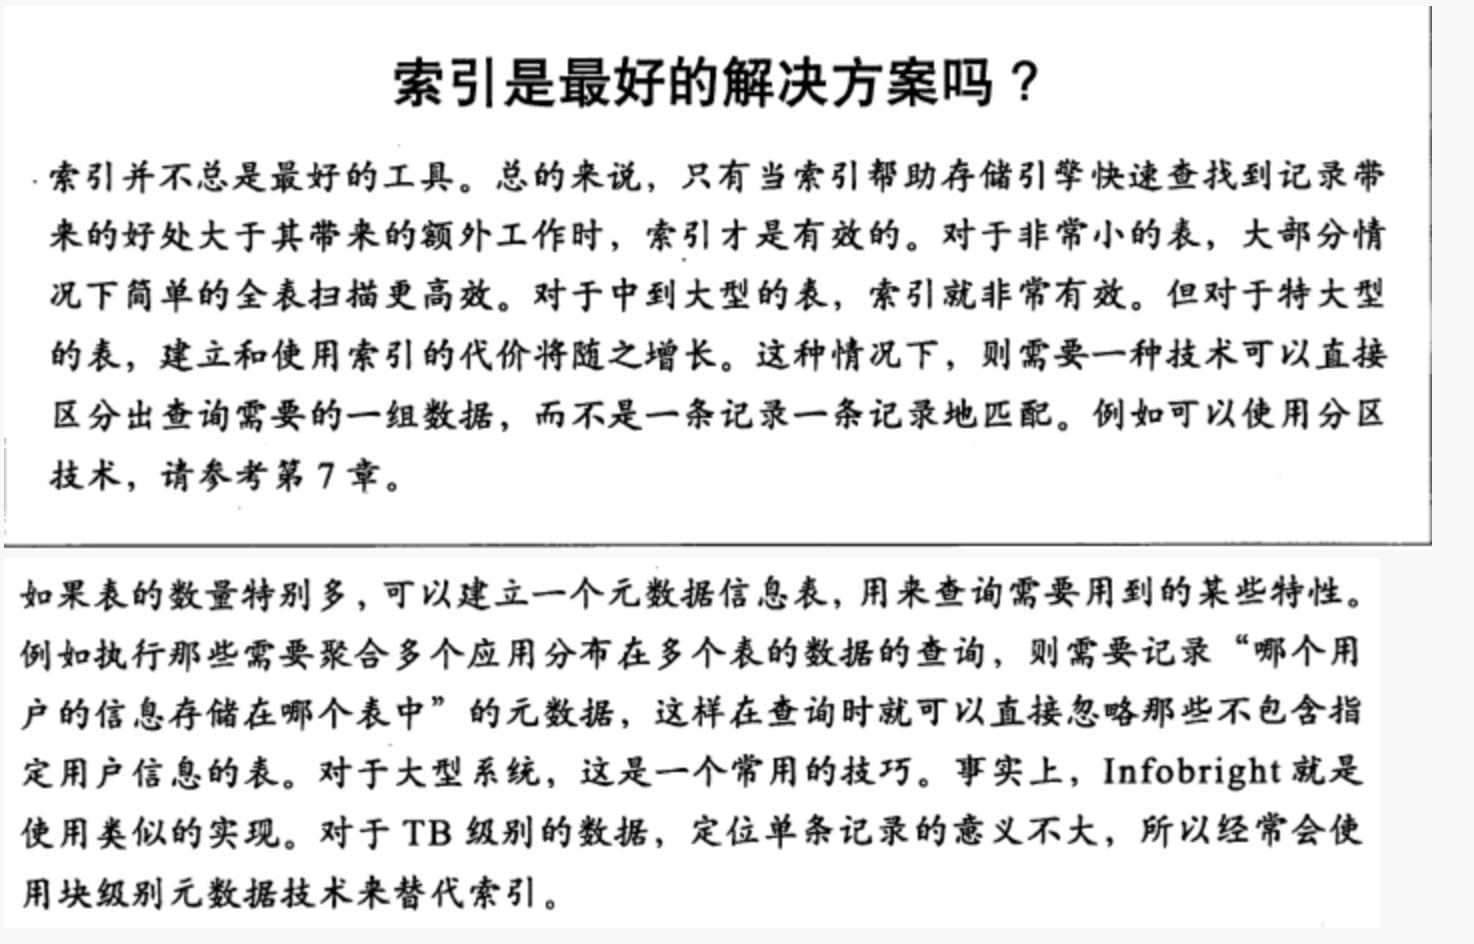 索引是最好的解决方案吗？
索引并不总是最好的工具。总的来说，只有当索引帮助存储引擎快速查找到记录带
来的好处大于其带来的额外工作时，索引才是有效的。对于非常小的表，大部分情
况下简单的全表扫描更高效。对于中到大型的表，索引就非常有效。但对于特大型
的表，建立和使用索引的代价将随之增长。这种情况下，则需要一种技术可以直接
区分出查询需要的一组数据，而不是一条记录一条记录地匹配。例如可以使用分区
技术，请参考第 7 章。
如果表的数量特别多，可以建立一个元数据信息表，用来查询需要用到的某些特性。
例如执行那些需要聚合多个应用分布在多个表的数据的查询，则需要记录“哪个用
户的信息存储在哪个表中”的元数据，这样在查询时就可以直接忽略那些不包含指
定用户信息的表。对于大型系统，这是一个常用的技巧。事实上，Infobright 就是
使用类似的实现。对于 TB 级别的数据，定位单条记录的意义不大，所以经常会使
用块级别元数据技术来替代索引。